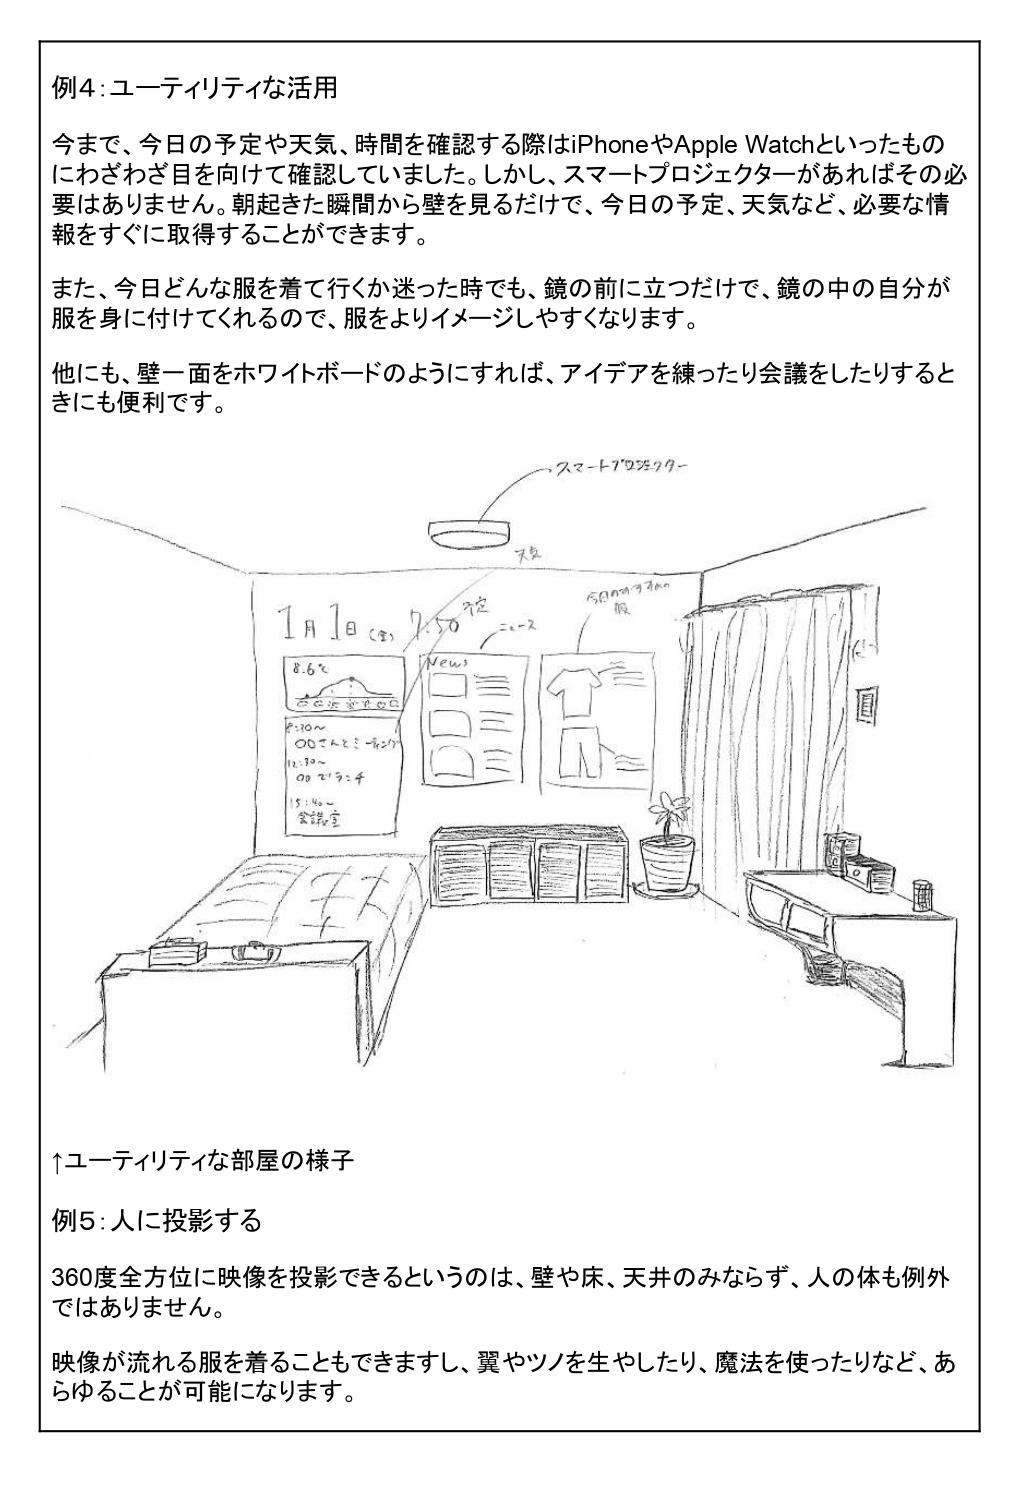 例４：ユーティリティな活用
今まで、今日の予定や天気、時間を確認する際はiPhoneやApple Watchといったもの
にわざわざ目を向けて確認していました。しかし、スマートプロジェクターがあればその必
要はありません。朝起きた瞬間から壁を見るだけで、今日の予定、天気など、必要な情
報をすぐに取得することができます。
また、今日どんな服を着て行くか迷った時でも、鏡の前に立つだけで、鏡の中の自分が
服を身に付けてくれるので、服をよりイメージしやすくなります。
他にも、壁一面をホワイトボードのようにすれば、アイデアを練ったり会議をしたりすると
きにも便利です。
スマートプロジェクター
天気
予定
今日のおすすめの
服
1月1日(金) 7:50
ニュース
8.6℃
News
8:30〜
〇〇さんとミーティング
12:30〜
〇〇でランチ
15:40〜
会議室
↑ユーティリティな部屋の様子
例５：人に投影する
360度全方位に映像を投影できるというのは、壁や床、天井のみならず、人の体も例外
ではありません。
映像が流れる服を着ることもできますし、翼やツノを生やしたり、魔法を使ったりなど、あ
らゆることが可能になります。